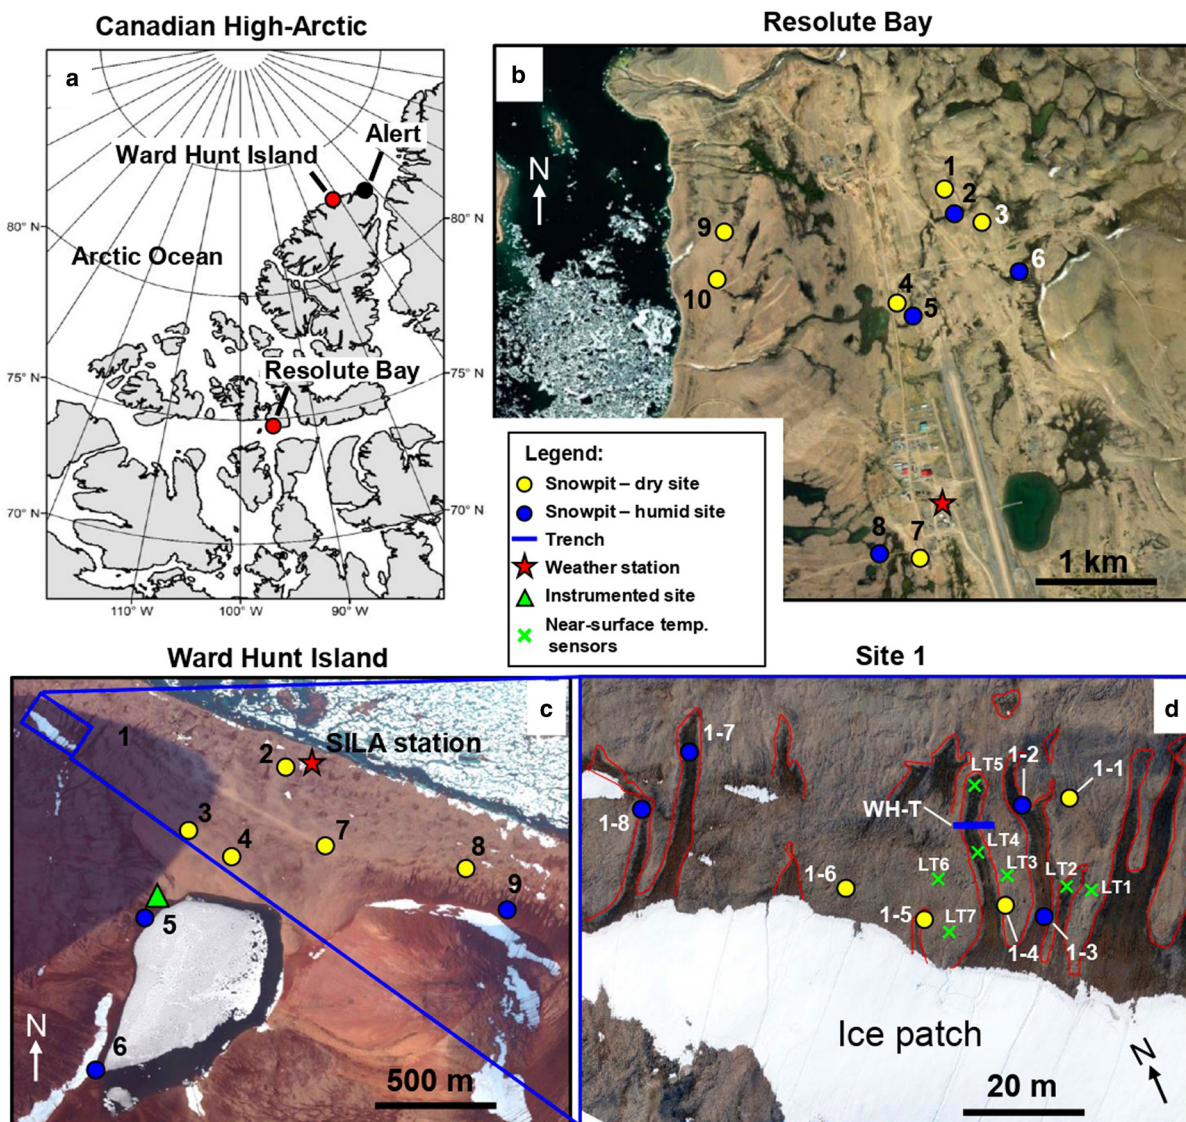 Canadian High-Arctic
a
Alert
Ward Hunt Island
80° N
80° N
Arctic Ocean
Resolute Bay
75° N
75° N
70° N
70° N
110° W
100° W
90° W
Resolute Bay
b
N
1
2
3
9
6
10
4
5
8
7
1 km
Legend:
Snowpit – dry site
Snowpit – humid site
Trench
Weather station
Instrumented site
Near-surface temp.
sensors
Ward Hunt Island
c
1
2
SILA station
3
4
7
8
9
5
N
6
500 m
Site 1
d
1-7
1-2
LT5
1-1
WH-T
1-8
LT4
LT6
LT3
LT2
LT1
1-6
1-5
LT7
1-4
1-3
Ice patch
N
20 m